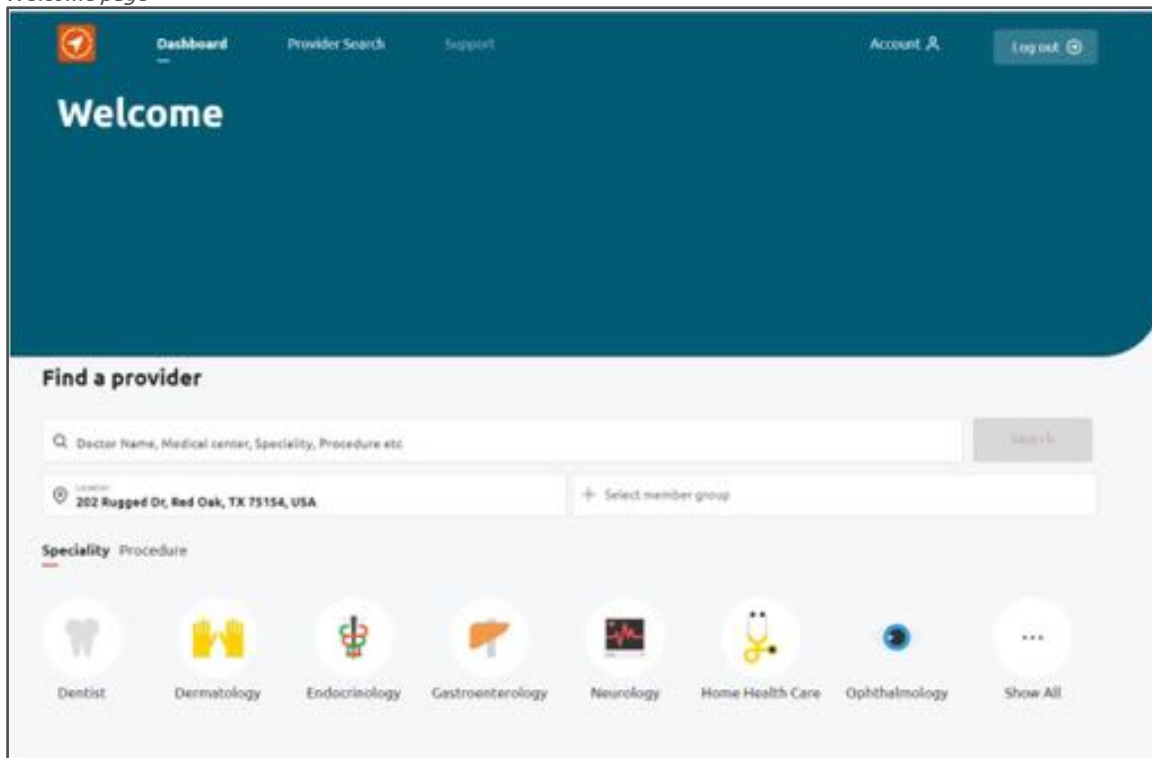 Welcome page
Dashboard Provider Search Support Account Log out
Welcome
Find a provider
Doctor Name, Medical center, Speciality, Procedure etc Search
Location
202 Rugged Dr, Red Oak, TX 75154, USA + Select member group
Speciality Procedure
Dentist Dermatology Endocrinology Gastroenterology Neurology Home Health Care Ophthalmology Show All